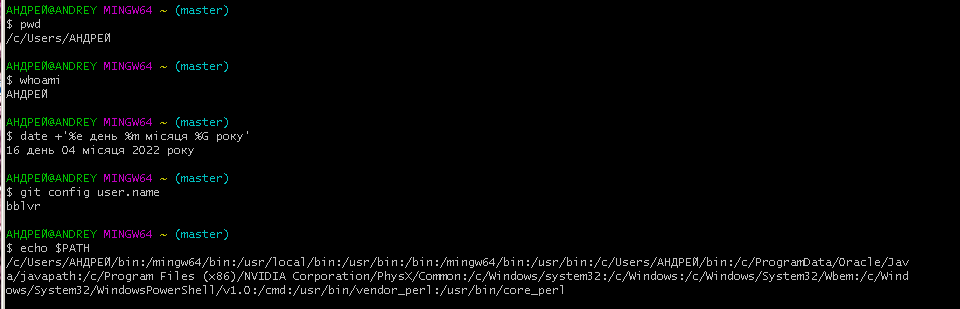 АНДРЕЙ@ANDREY MINGW64 ~ (master)
$ pwd
/c/Users/АНДРЕЙ
АНДРЕЙ@ANDREY MINGW64 ~ (master)
$ whoami
АНДРЕЙ
АНДРЕЙ@ANDREY MINGW64 ~ (master)
$ date +'%e день %m місяця %G року'
16 день 04 місяця 2022 року
АНДРЕЙ@ANDREY MINGW64 ~ (master)
$ git config user.name
bblvr
АНДРЕЙ@ANDREY MINGW64 ~ (master)
$ echo $PATH
/c/Users/АНДРЕЙ/bin:/mingw64/bin:/usr/local/bin:/usr/bin:/bin:/mingw64/bin:/usr/bin:/c/Users/АНДРЕЙ/bin:/c/ProgramData/Oracle/Jav
a/javapath:/c/Program Files (x86)/NVIDIA Corporation/PhysX/Common:/c/Windows/system32:/c/Windows:/c/Windows/System32/Wbem:/c/Wind
ows/System32/WindowsPowerShell/v1.0:/cmd:/usr/bin/vendor_perl:/usr/bin/core_perl